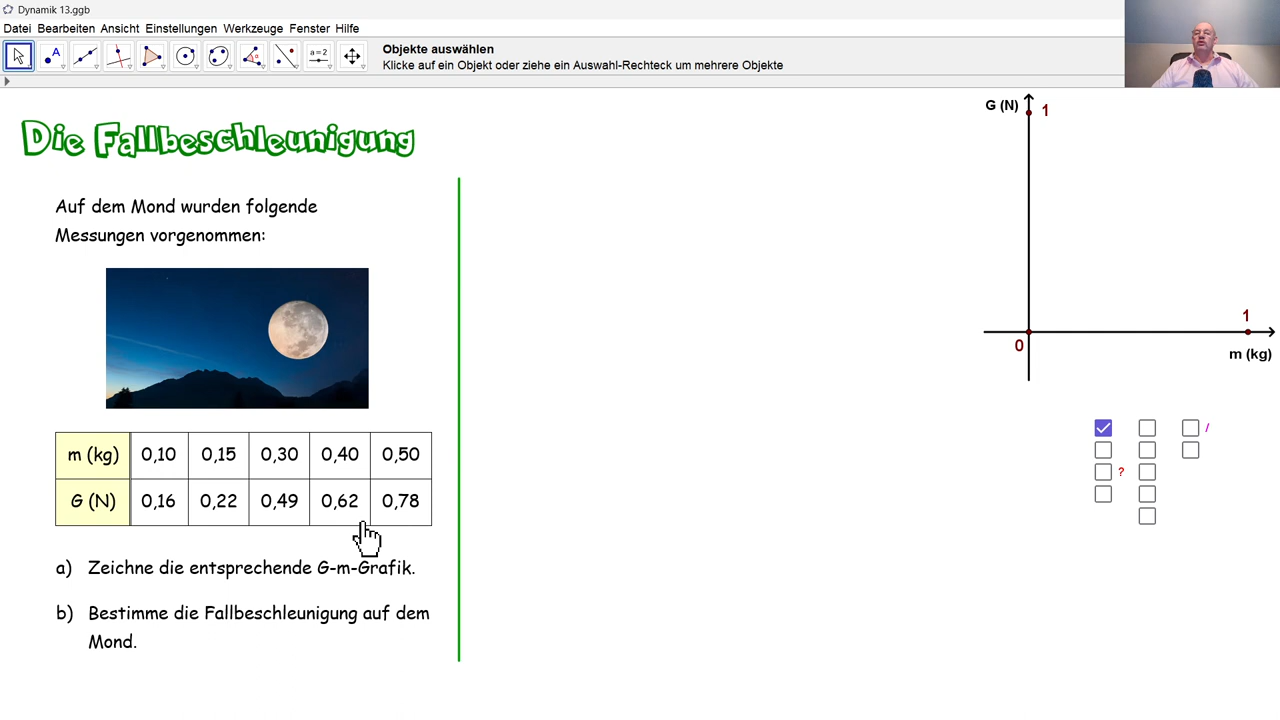 Dynamik 13.ggb
Datei Bearbeiten Ansicht Einstellungen Werkzeuge Fenster Hilfe
A
a=2
Objekte auswählen
Klicke auf ein Objekt oder ziehe ein Auswahl-Rechteck um mehrere Objekte
Die Fallbeschleunigung
Auf dem Mond wurden folgende
Messungen vorgenommen:
m (kg) 0,10 0,15 0,30 0,40 0,50
G (N) 0,16 0,22 0,49 0,62 0,78
a) Zeichne die entsprechende G-m-Grafik.
b) Bestimme die Fallbeschleunigung auf dem
Mond.
G (N) 1
1
0
m (kg)
/
?